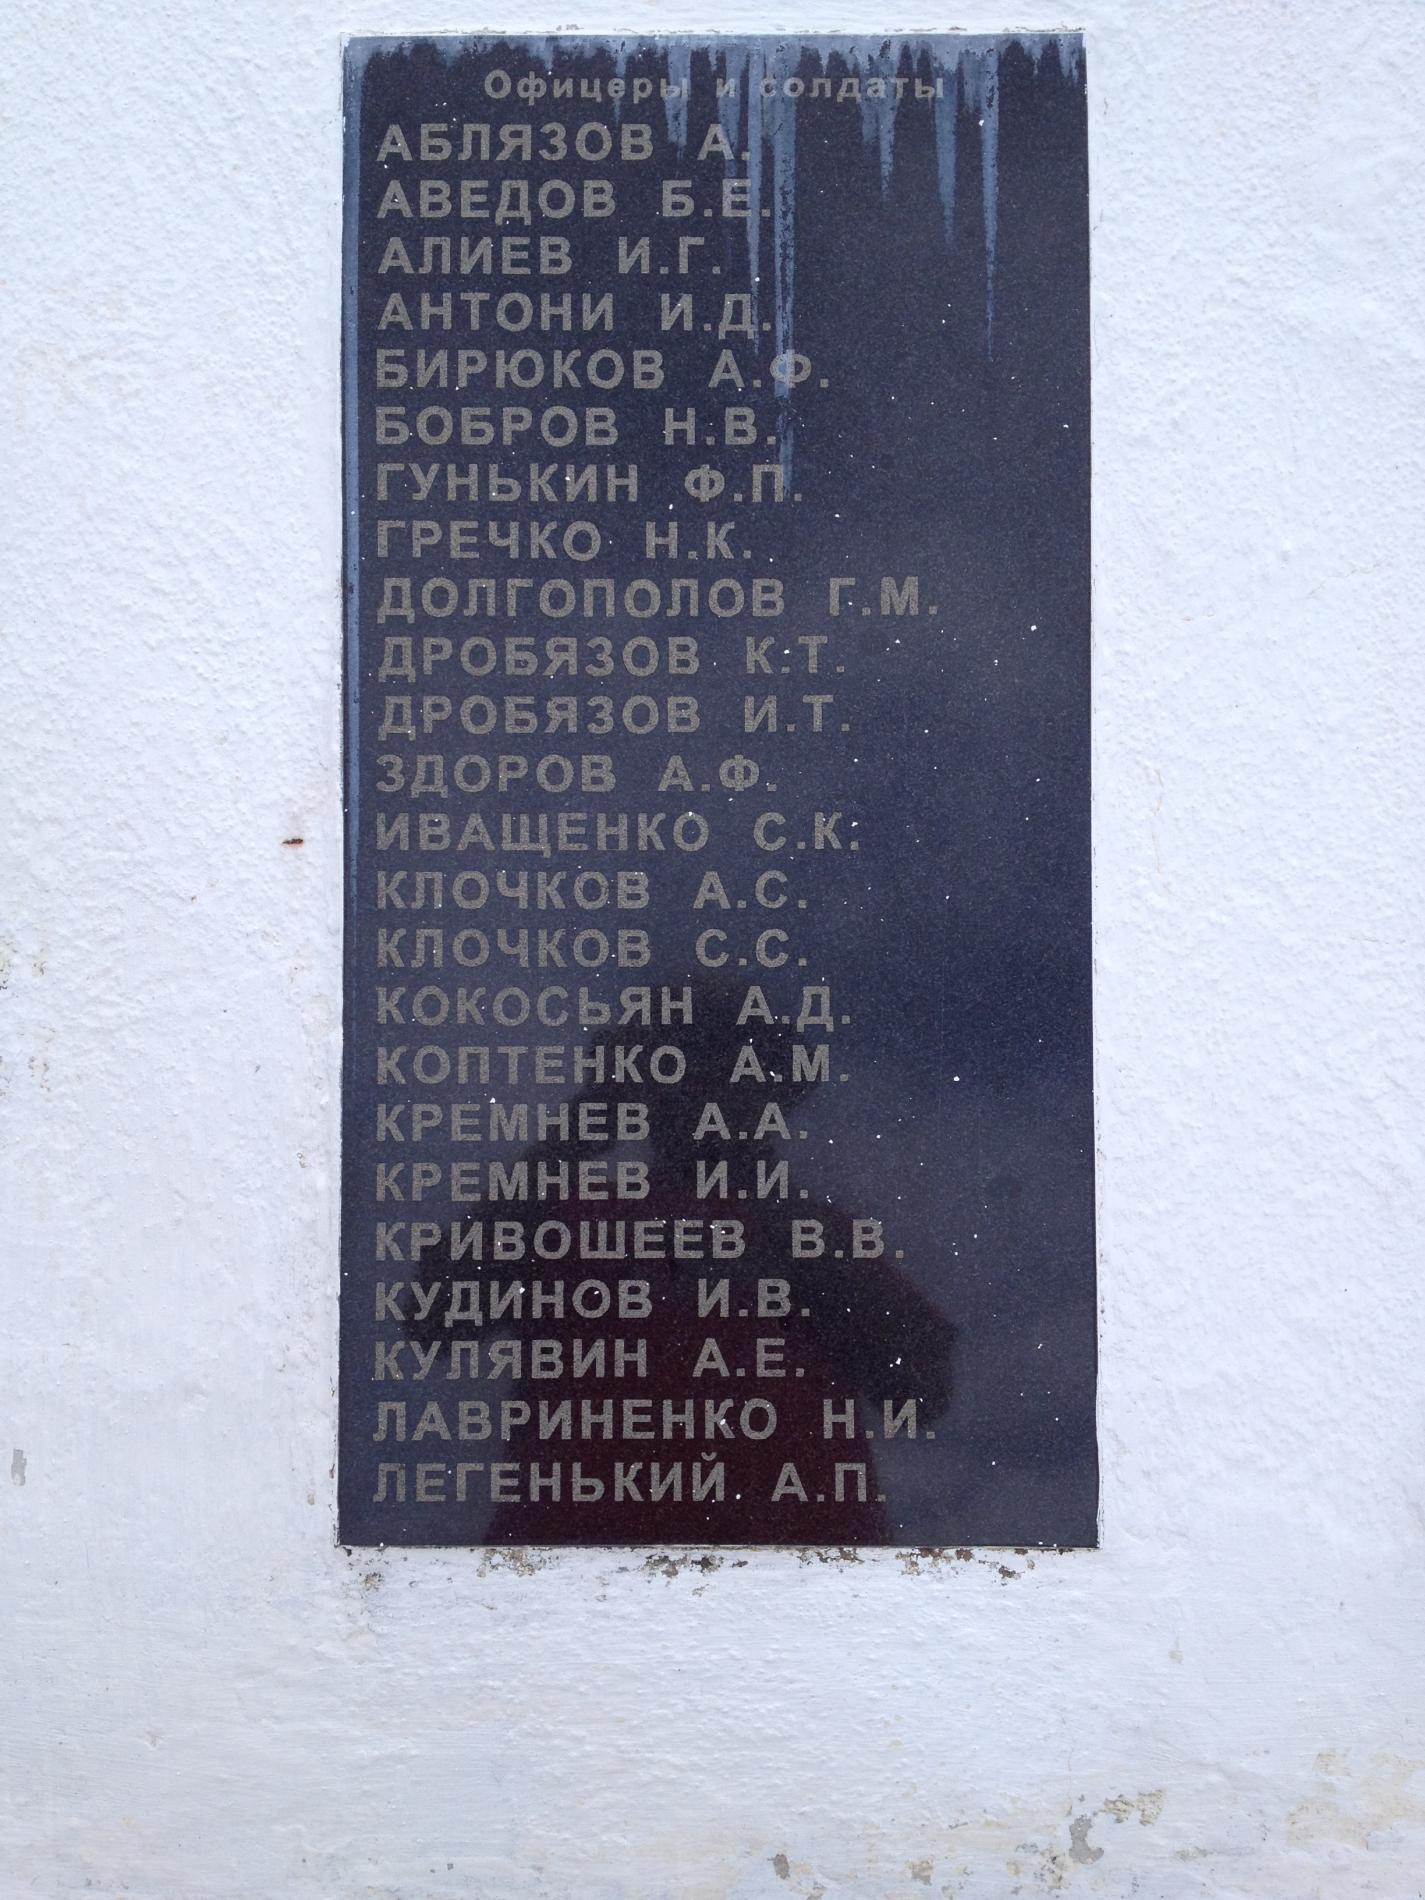 Офицеры и солдаты
АБЛЯЗОВ А.
АВЕДОВ Б.Е.
АЛИЕВ И.Г.
АНТОНИ И.Д.
БИРЮКОВ А.Ф.
БОБРОВ Н.В.
ГУНЬКИН Ф.П.
ГРЕЧКО Н.К.
ДОЛГОПОЛОВ Г.М.
ДРОБЯЗОВ К.Т.
ДРОБЯЗОВ И.Т.
ЗДОРОВ А.Ф.
ИВАЩЕНКО С.К.
КЛОЧКОВ А.С.
КЛОЧКОВ С.С.
КОКОСЬЯН А.Д.
КОПТЕНКО А.М.
КРЕМНЕВ А.А.
КРЕМНЕВ И.И.
КРИВОШЕЕВ В.В.
КУДИНОВ И.В.
КУЛЯВИН А.Е.
ЛАВРИНЕНКО Н.И.
ЛЕГЕНЬКИЙ А.П.